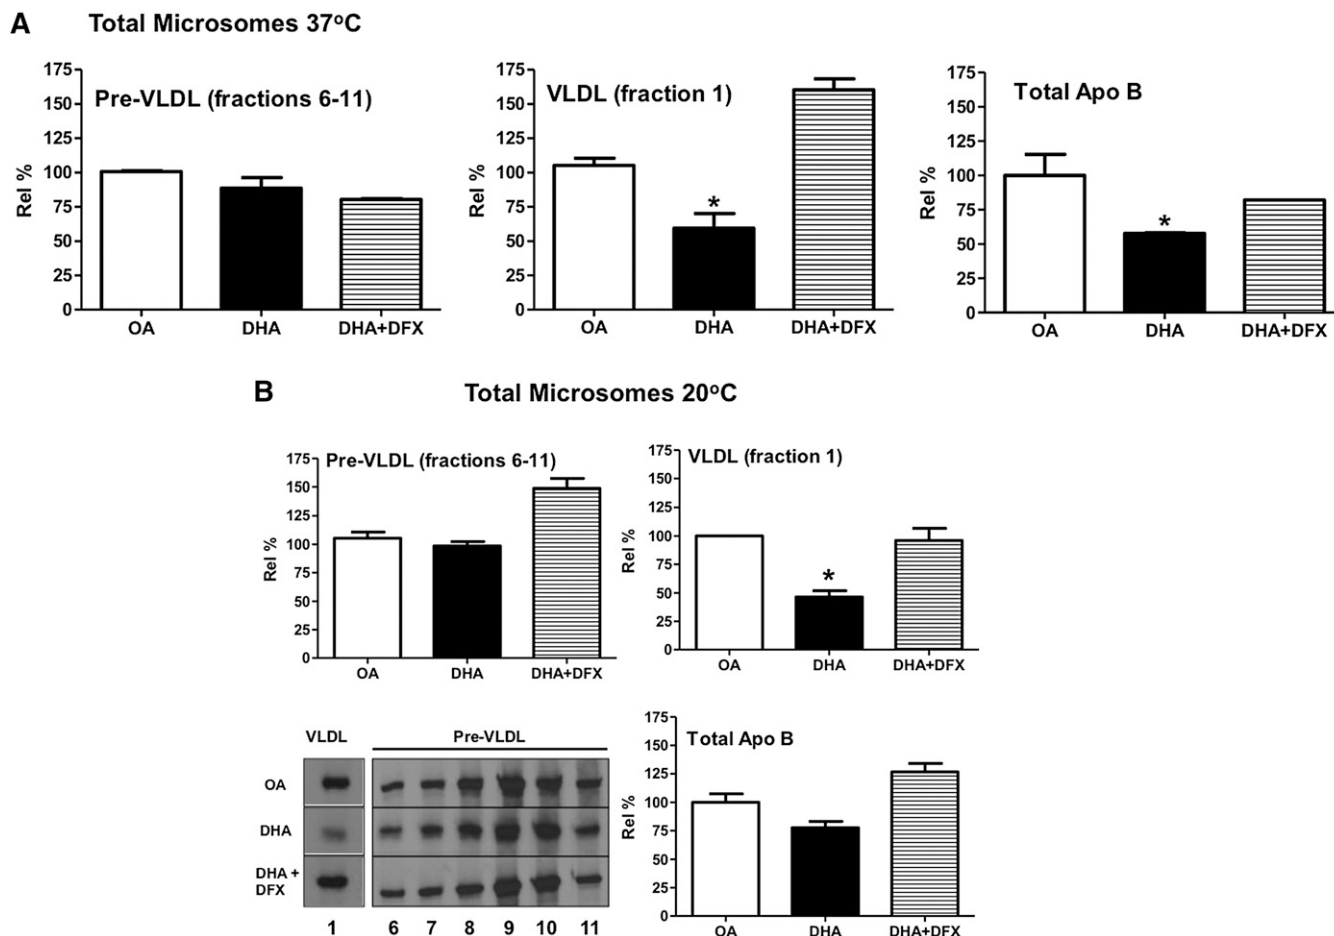 A Total Microsomes 37oC
Pre-VLDL (fractions 6-11)
Rel %
175
150
125
100
75
50
25
0
OA DHA DHA+DFX
VLDL (fraction 1)
Rel %
175
150
125
100
75
50
25
0
*
OA DHA DHA+DFX
Total Apo B
Rel %
175
150
125
100
75
50
25
0
*
OA DHA DHA+DFX
B Total Microsomes 20oC
Pre-VLDL (fractions 6-11)
Rel %
175
150
125
100
75
50
25
0
OA DHA DHA+DFX
VLDL (fraction 1)
Rel %
175
150
125
100
75
50
25
0
*
OA DHA DHA+DFX
VLDL Pre-VLDL
OA
DHA
DHA +
DFX
1 6 7 8 9 10 11
Total Apo B
Rel %
175
150
125
100
75
50
25
0
OA DHA DHA+DFX